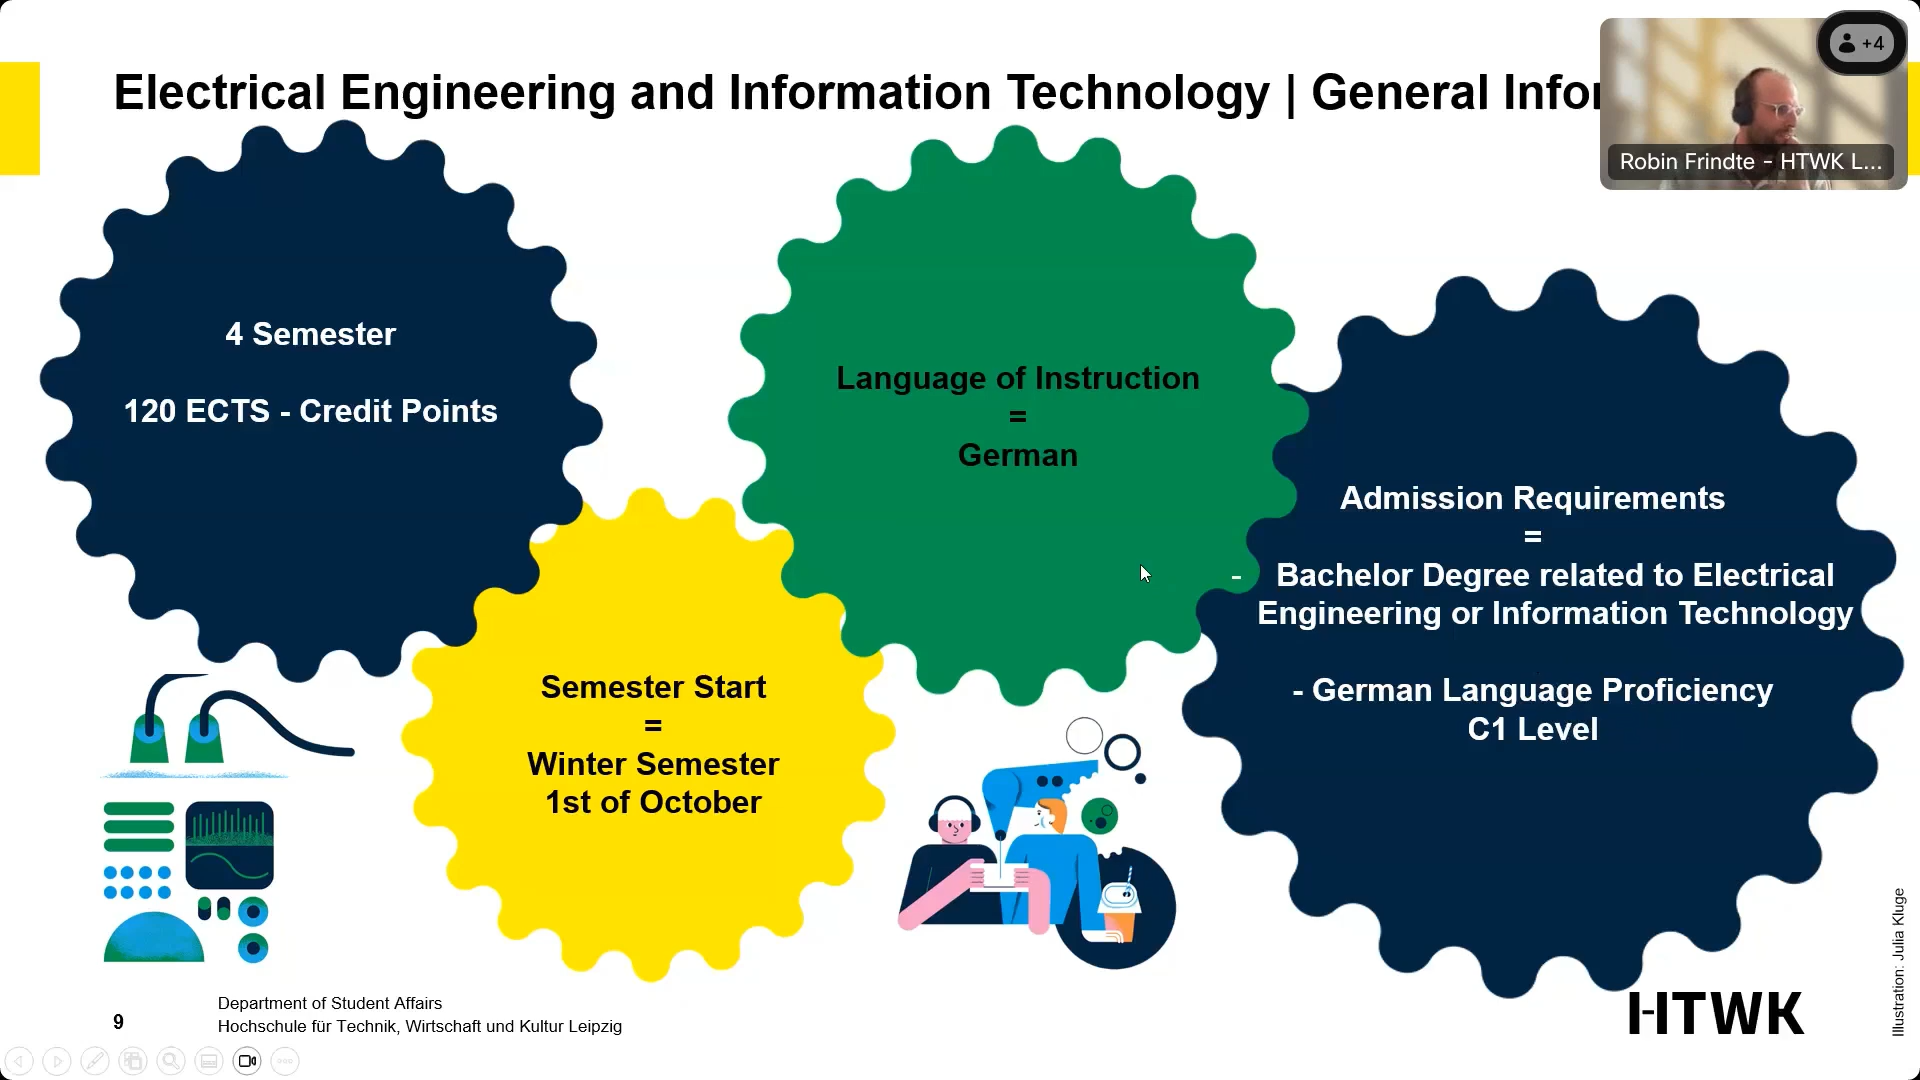 Electrical Engineering and Information Technology | General Infor
+4
Robin Frindte - HTWK L...
4 Semester
120 ECTS - Credit Points
Language of Instruction
=
German
Semester Start
=
Winter Semester
1st of October
Admission Requirements
=
- Bachelor Degree related to Electrical
Engineering or Information Technology
- German Language Proficiency
C1 Level
Illustration: Julia Kluge
9
Department of Student Affairs
Hochschule für Technik, Wirtschaft und Kultur Leipzig
HTWK